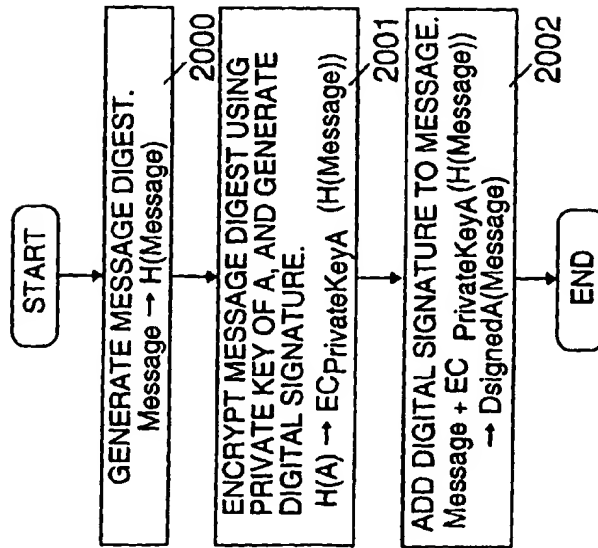 START
GENERATE MESSAGE DIGEST.
Message → H(Message)
2000
ENCRYPT MESSAGE DIGEST USING
PRIVATE KEY OF A, AND GENERATE
DIGITAL SIGNATURE.
H(A) → ECPrivateKeyA (H(Message))
2001
ADD DIGITAL SIGNATURE TO MESSAGE.
Message + EC PrivateKeyA(H(Message))
→ DsignedA(Message)
2002
END